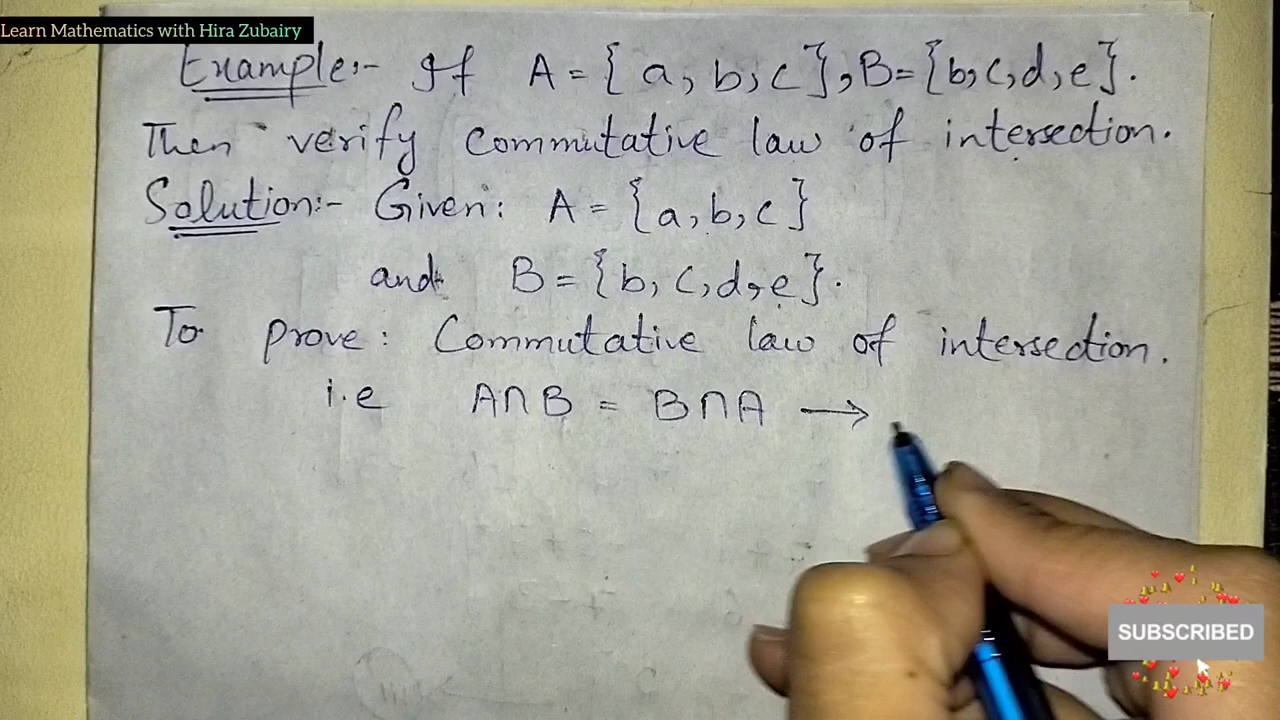 Learn Mathematics with Hira Zubairy
Example:- If A = { a, b, c }, B = {b, c, d, e}.
Then verify commutative law of intersection.
Solution:- Given: A = {a, b, c}
and B = {b, c, d, e}.
To prove: Commutative law of intersection.
i.e A∩B = B∩A →
SUBSCRIBED